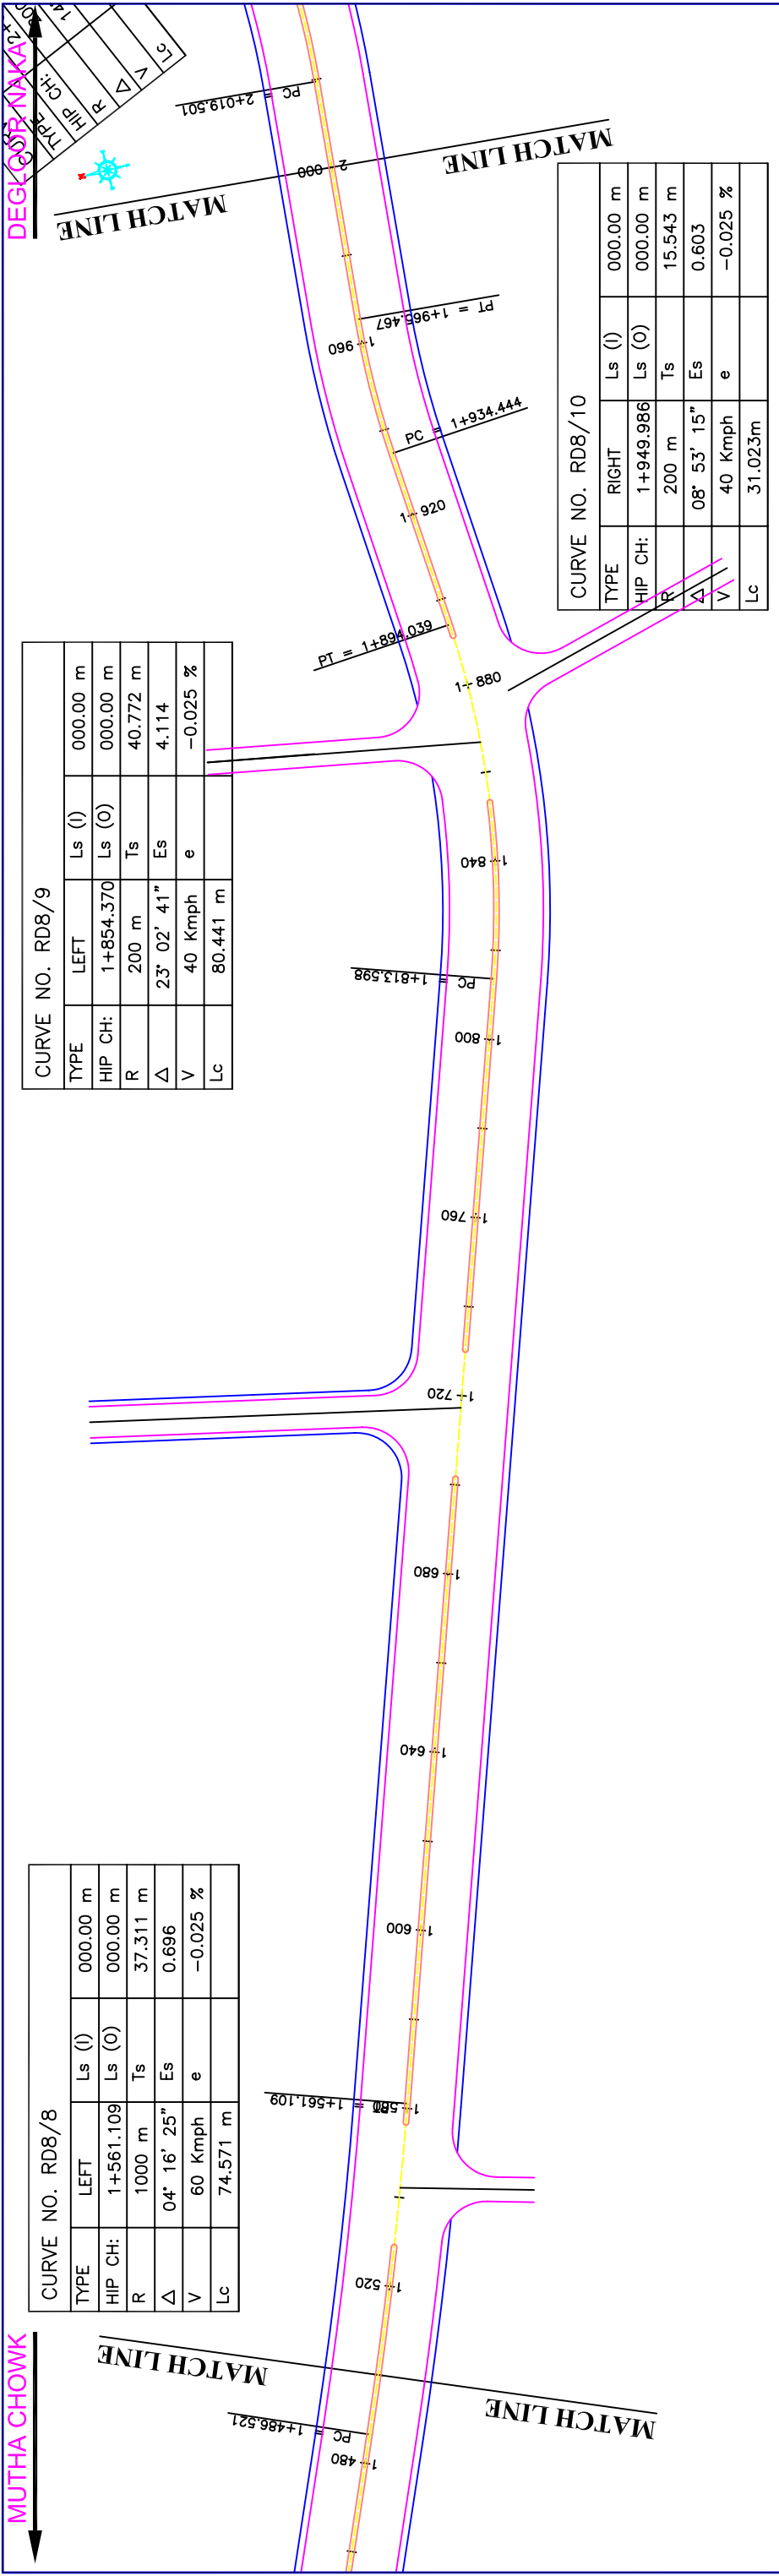 MUTHA CHOWK
DEGLOOR NAKA
CURVE NO. RD8/8
TYPE LEFT Ls (I) 000.00 m
HIP CH: 1+561.109 Ls (O) 000.00 m
R 1000 m Ts 37.311 m
Δ 04° 16' 25" Es 0.696
V 60 Kmph e -0.025 %
Lc 74.571 m
CURVE NO. RD8/9
TYPE LEFT Ls (I) 000.00 m
HIP CH: 1+854.370 Ls (O) 000.00 m
R 200 m Ts 40.772 m
Δ 23° 02' 41" Es 4.114
V 40 Kmph e -0.025 %
Lc 80.441 m
TYPE
HIP CH: 2+
R
Δ
V
Lc
MATCH LINE
MATCH LINE
PC = 1+486.521
1 480
1 520
PT = 1+561.109
1 600
1 640
1 680
1 720
1 760
1 800
PC = 1+813.598
1 840
1 880
PT = 1+894.039
1 920
PC = 1+934.444
1 960
PT = 1+965.467
2 000
PC = 2+019.501
MATCH LINE
MATCH LINE
CURVE NO. RD8/10
TYPE RIGHT Ls (I) 000.00 m
HIP CH: 1+949.986 Ls (O) 000.00 m
R 200 m Ts 15.543 m
Δ 08° 53' 15" Es 0.603
V 40 Kmph e -0.025 %
Lc 31.023m